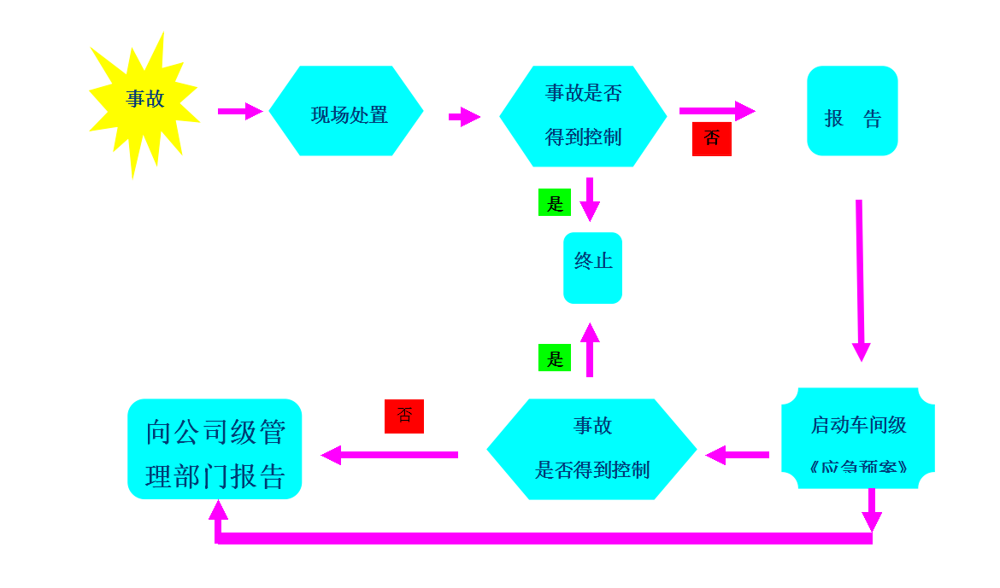 事故
现场处置
事故是否
得到控制
否
报 告
是
终止
是
启动车间级
《应急预案》
事故
是否得到控制
否
向公司级管
理部门报告